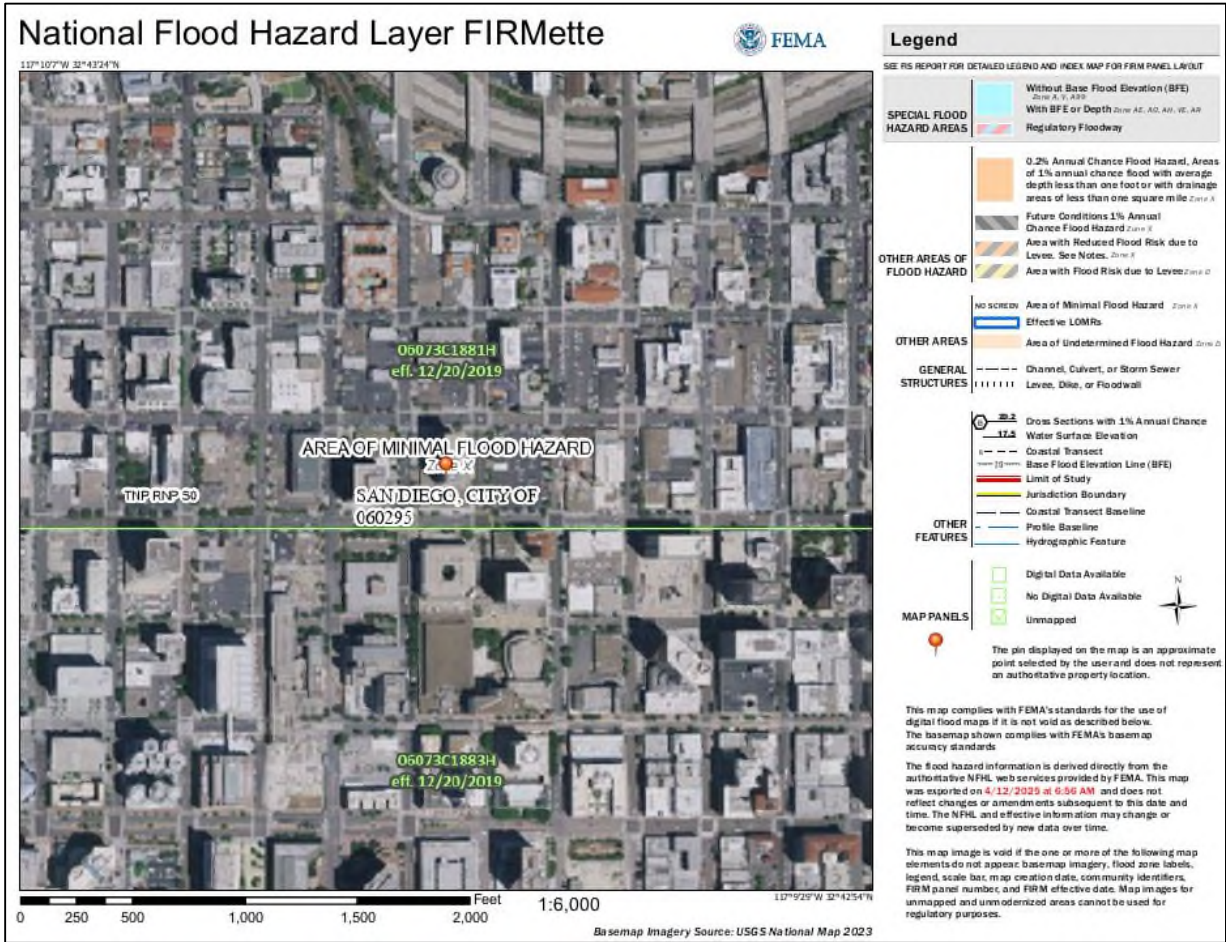 National Flood Hazard Layer FIRMette
FEMA
117°10'7"W 32°43'24"N
06073C1881H
eff. 12/20/2019
AREA OF MINIMAL FLOOD HAZARD
Zone X
SAN DIEGO, CITY OF
060295
TNP RNP S0
06073C1883H
eff. 12/20/2019
117°9'29"W 32°42'54"N
0 250 500 1,000 1,500 2,000
Feet
1:6,000
Basemap Imagery Source: USGS National Map 2023
Legend
SEE FIS REPORT FOR DETAILED LEGEND AND INDEX MAP FOR FIRM PANEL LAYOUT
SPECIAL FLOOD
HAZARD AREAS
Without Base Flood Elevation (BFE)
Zone A, V, A99
With BFE or Depth Zone AE, AO, AH, VE, AR
Regulatory Floodway
OTHER AREAS OF
FLOOD HAZARD
0.2% Annual Chance Flood Hazard, Areas
of 1% annual chance flood with average
depth less than one foot or with drainage
areas of less than one square mile Zone X
Future Conditions 1% Annual
Chance Flood Hazard Zone X
Area with Reduced Flood Risk due to
Levee. See Notes. Zone X
Area with Flood Risk due to Levee Zone D
OTHER AREAS
NO SCREEN Area of Minimal Flood Hazard Zone X
Effective LOMRs
Area of Undetermined Flood Hazard Zone D
GENERAL
STRUCTURES
Channel, Culvert, or Storm Sewer
Levee, Dike, or Floodwall
OTHER
FEATURES
20.2 Cross Sections with 1% Annual Chance
17.5 Water Surface Elevation
Coastal Transect
Base Flood Elevation Line (BFE)
Limit of Study
Jurisdiction Boundary
Coastal Transect Baseline
Profile Baseline
Hydrographic Feature
MAP PANELS
Digital Data Available
No Digital Data Available
Unmapped
N
The pin displayed on the map is an approximate
point selected by the user and does not represent
an authoritative property location.
This map complies with FEMA's standards for the use of
digital flood maps if it is not void as described below.
The basemap shown complies with FEMA's basemap
accuracy standards
The flood hazard information is derived directly from the
authoritative NFHL web services provided by FEMA. This map
was exported on 4/12/2025 at 6:56 AM and does not
reflect changes or amendments subsequent to this date and
time. The NFHL and effective information may change or
become superseded by new data over time.
This map image is void if the one or more of the following map
elements do not appear: basemap imagery, flood zone labels,
legend, scale bar, map creation date, community identifiers,
FIRM panel number, and FIRM effective date. Map images for
unmapped and unmodernized areas cannot be used for
regulatory purposes.